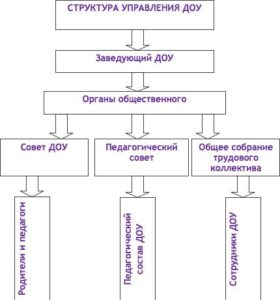 СТРУКТУРА УПРАВЛЕНИЯ ДОУ
Заведующий ДОУ
Органы общественного
Совет ДОУ
Педагогический
совет
Общее собрание
трудового
коллектива
Родители и педагоги
Педагогический
состав ДОУ
Сотрудники ДОУ